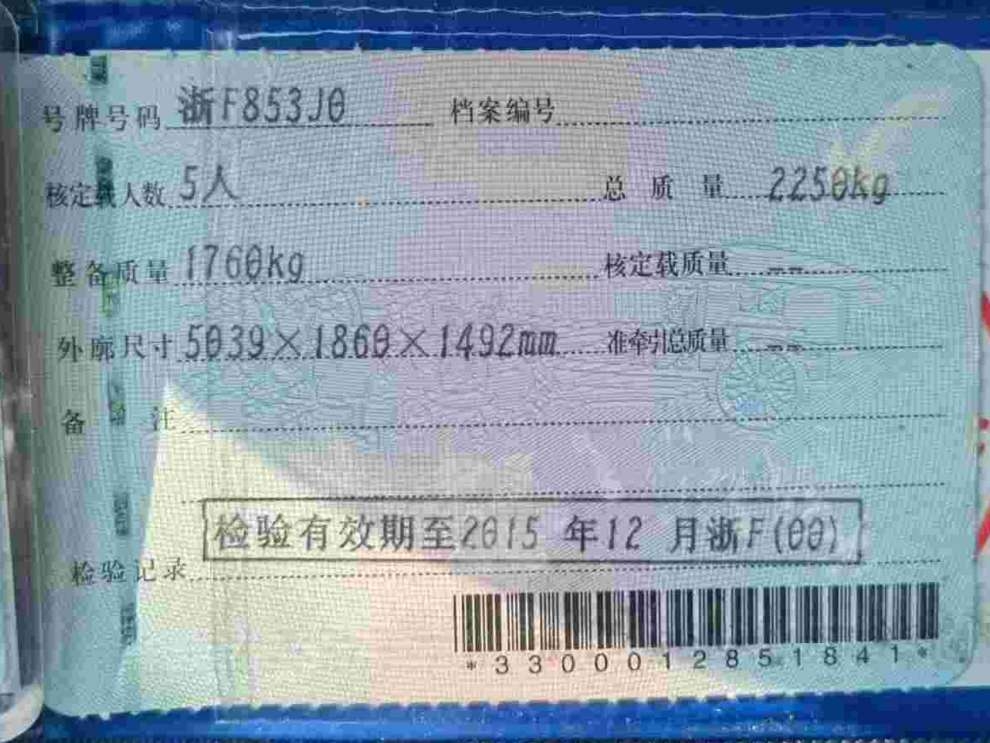 号牌号码 浙F853J0 档案编号
核定载人数 5人 总质量 2250kg
整备质量 1760kg 核定载质量 --
外廓尺寸 5039×1860×1492mm 准牵引总质量 --
备注
检验有效期至2015年12月浙F(00)
检验记录
*330001285184​1*